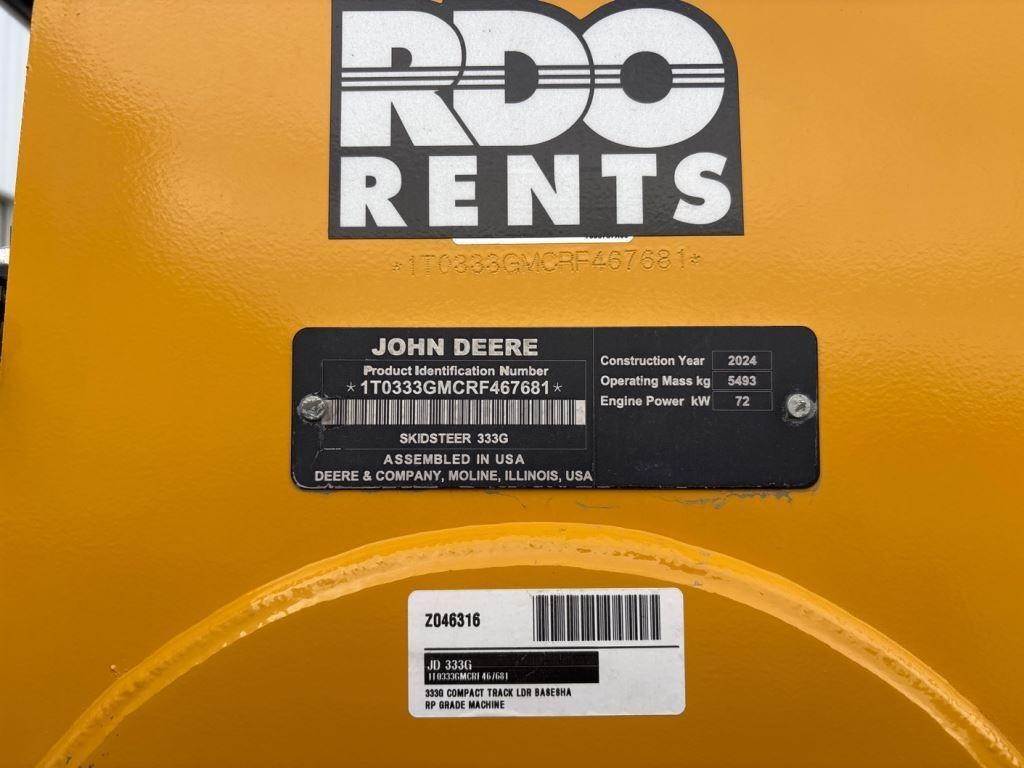 RDO
RENTS
*1T0333GMCRF467681*
JOHN DEERE
Product Identification Number
*1T0333GMCRF467681*
SKIDSTEER 333G
ASSEMBLED IN USA
DEERE & COMPANY, MOLINE, ILLINOIS, USA
Construction Year 2024
Operating Mass kg 5493
Engine Power kW 72
Z046316
JD 333G
1T0333GMCRF467681
333G COMPACT TRACK LDR BA8E8HA
RP GRADE MACHINE